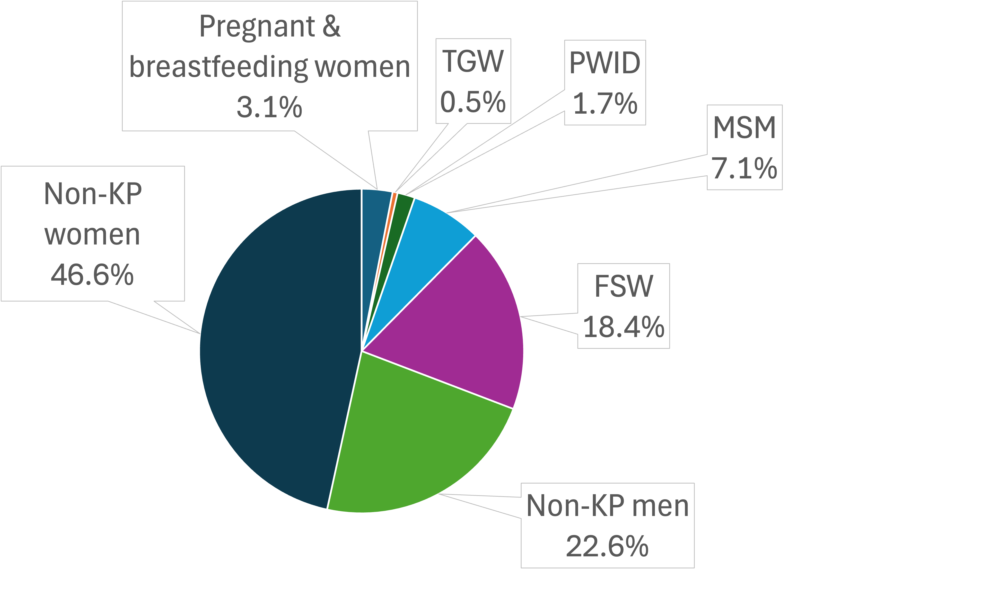 Pregnant &
breastfeeding women
3.1%
TGW
0.5%
PWID
1.7%
MSM
7.1%
Non-KP
women
46.6%
FSW
18.4%
Non-KP men
22.6%